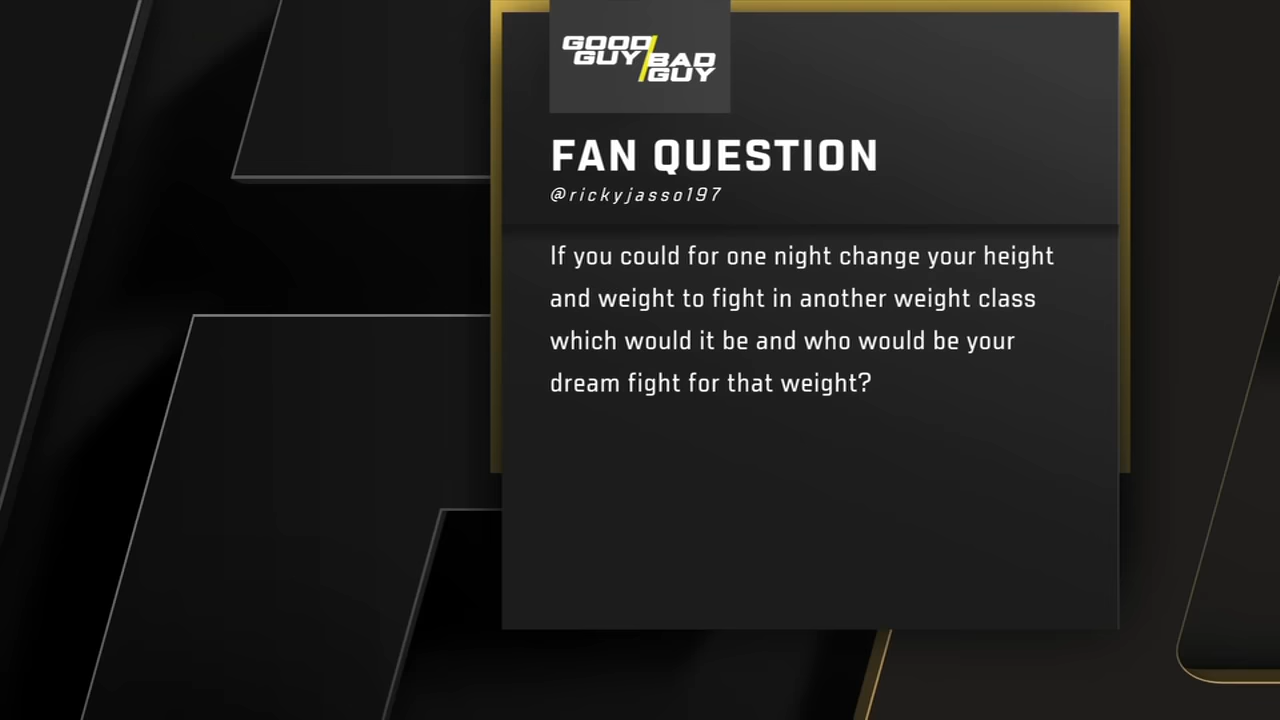 GOOD
GUY/BAD
GUY
FAN QUESTION
@rickyjasso197
If you could for one night change your height
and weight to fight in another weight class
which would it be and who would be your
dream fight for that weight?